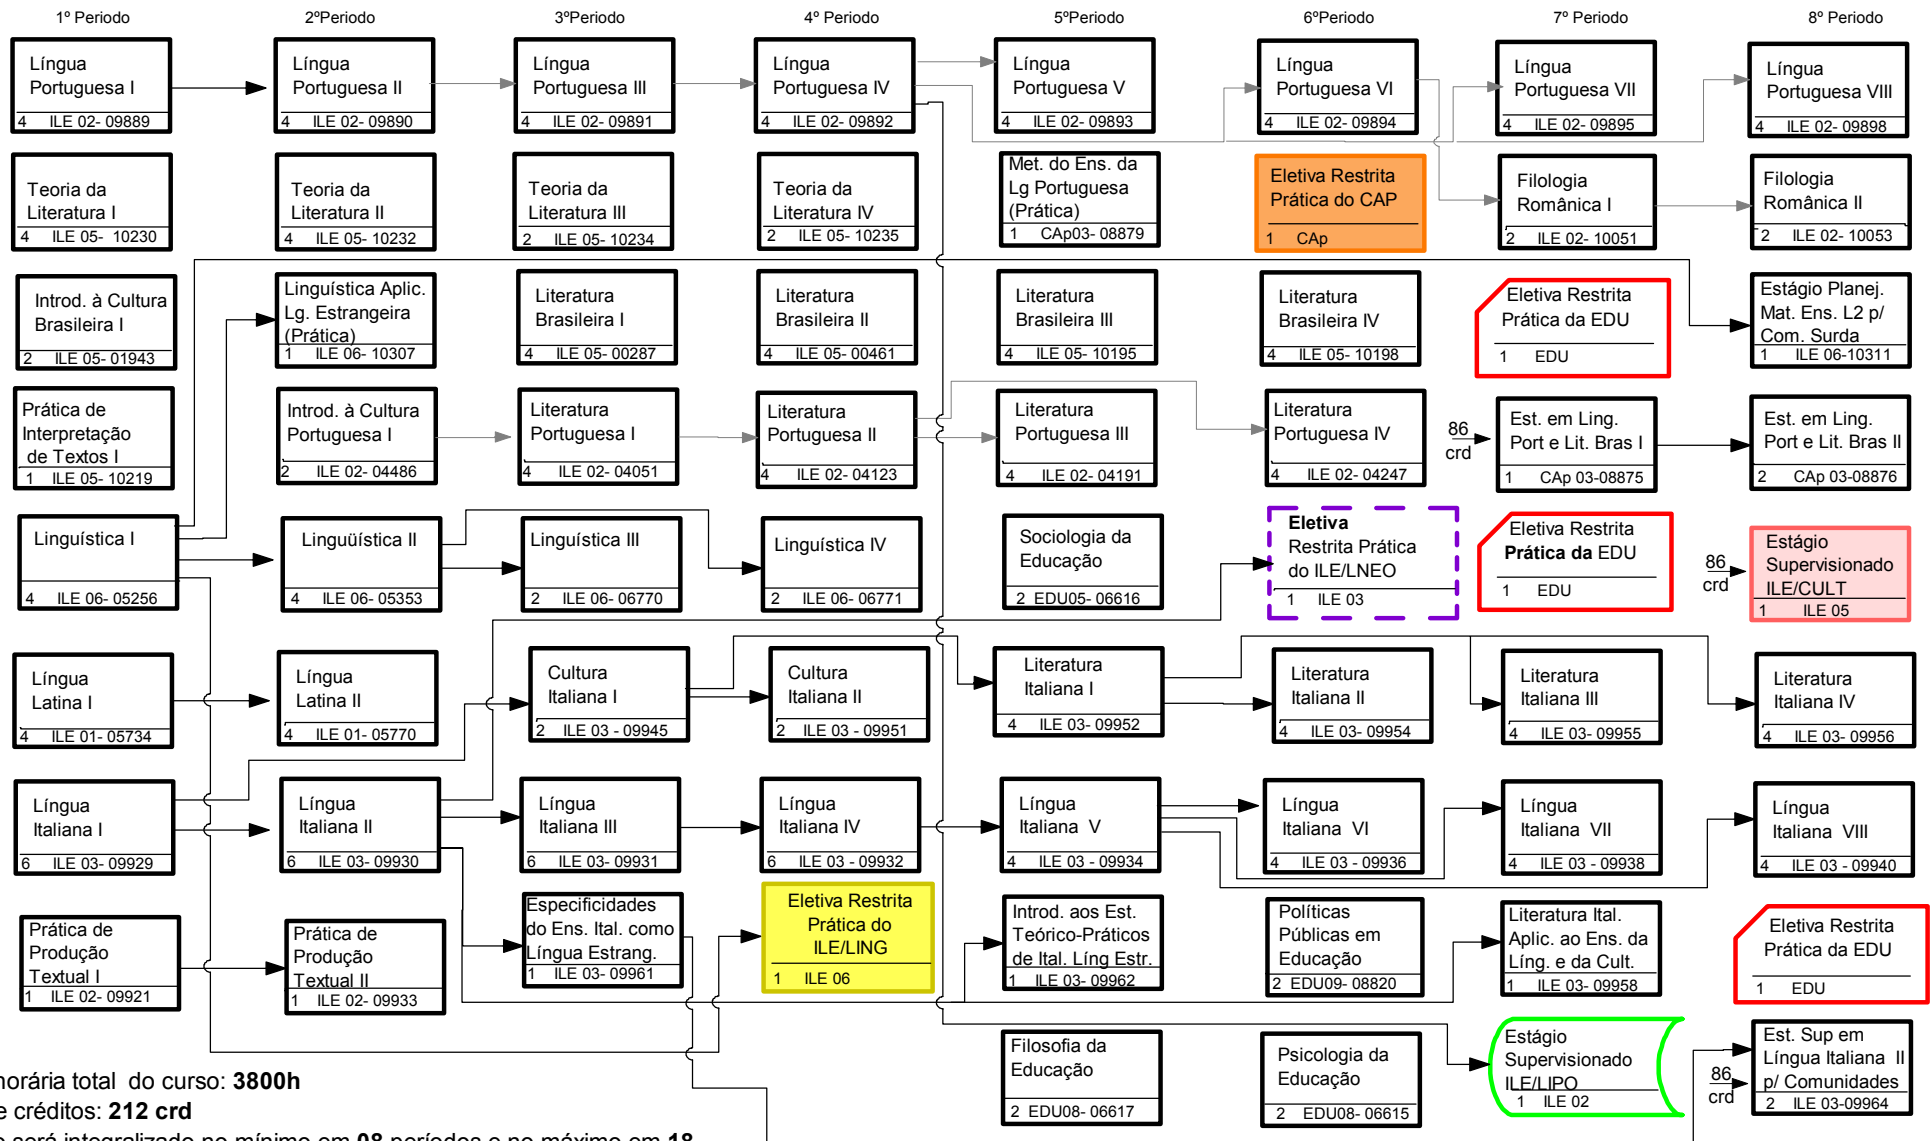 1º Periodo
2ºPeriodo
3ºPeriodo
4º Periodo
5ºPeriodo
6ºPeriodo
7º Periodo
8º Periodo
Língua
Portuguesa I
4 ILE 02- 09889
Língua
Portuguesa II
4 ILE 02- 09890
Língua
Portuguesa III
4 ILE 02- 09891
Língua
Portuguesa IV
4 ILE 02- 09892
Língua
Portuguesa V
4 ILE 02- 09893
Língua
Portuguesa VI
4 ILE 02- 09894
Língua
Portuguesa VII
4 ILE 02- 09895
Língua
Portuguesa VIII
4 ILE 02- 09898
Teoria da
Literatura I
4 ILE 05- 10230
Teoria da
Literatura II
4 ILE 05- 10232
Teoria da
Literatura III
2 ILE 05- 10234
Teoria da
Literatura IV
2 ILE 05- 10235
Met. do Ens. da
Lg Portuguesa
(Prática)
1 CAp03- 08879
Eletiva Restrita
Prática do CAP
1 CAp
Filologia
Românica I
2 ILE 02- 10051
Filologia
Românica II
2 ILE 02- 10053
Introd. à Cultura
Brasileira I
2 ILE 05- 01943
Linguística Aplic.
Lg. Estrangeira
(Prática)
1 ILE 06- 10307
Literatura
Brasileira I
4 ILE 05- 00287
Literatura
Brasileira II
4 ILE 05- 00461
Literatura
Brasileira III
4 ILE 05- 10195
Literatura
Brasileira IV
4 ILE 05- 10198
Eletiva Restrita
Prática da EDU
1 EDU
Estágio Planej.
Mat. Ens. L2 p/
Com. Surda
1 ILE 06-10311
Prática de
Interpretação
de Textos I
1 ILE 05- 10219
Introd. à Cultura
Portuguesa I
2 ILE 02- 04486
Literatura
Portuguesa I
4 ILE 02- 04051
Literatura
Portuguesa II
4 ILE 02- 04123
Literatura
Portuguesa III
4 ILE 02- 04191
Literatura
Portuguesa IV
4 ILE 02- 04247
86
crd
Est. em Ling.
Port e Lit. Bras I
1 CAp 03-08875
Est. em Ling.
Port e Lit. Bras II
2 CAp 03-08876
Linguística I
4 ILE 06- 05256
Linguüística II
4 ILE 06- 05353
Linguística III
2 ILE 06- 06770
Linguística IV
2 ILE 06- 06771
Sociologia da
Educação
2 EDU05- 06616
Eletiva
Restrita Prática
do ILE/LNEO
1 ILE 03
Eletiva Restrita
Prática da EDU
1 EDU
86
crd
Estágio
Supervisionado
ILE/CULT
1 ILE 05
Língua
Latina I
4 ILE 01- 05734
Língua
Latina II
4 ILE 01- 05770
Cultura
Italiana I
2 ILE 03 - 09945
Cultura
Italiana II
2 ILE 03 - 09951
Literatura
Italiana I
4 ILE 03- 09952
Literatura
Italiana II
4 ILE 03- 09954
Literatura
Italiana III
4 ILE 03- 09955
Literatura
Italiana IV
4 ILE 03- 09956
Língua
Italiana I
6 ILE 03- 09929
Língua
Italiana II
6 ILE 03- 09930
Língua
Italiana III
6 ILE 03- 09931
Língua
Italiana IV
6 ILE 03 - 09932
Língua
Italiana V
4 ILE 03 - 09934
Língua
Italiana VI
4 ILE 03 - 09936
Língua
Italiana VII
4 ILE 03 - 09938
Língua
Italiana VIII
4 ILE 03 - 09940
Prática de
Produção
Textual I
1 ILE 02- 09921
Prática de
Produção
Textual II
1 ILE 02- 09933
Especificidades
do Ens. Ital. como
Língua Estrang.
1 ILE 03- 09961
Eletiva Restrita
Prática do
ILE/LING
1 ILE 06
Introd. aos Est.
Teórico-Práticos
de Ital. Líng Estr.
1 ILE 03- 09962
Políticas
Públicas em
Educação
2 EDU09- 08820
Literatura Ital.
Aplic. ao Ens. da
Líng. e da Cult.
1 ILE 03- 09958
Eletiva Restrita
Prática da EDU
1 EDU
Filosofia da
Educação
2 EDU08- 06617
Psicologia da
Educação
2 EDU08- 06615
Estágio
Supervisionado
ILE/LIPO
1 ILE 02
86
crd
Est. Sup em
Língua Italiana II
p/ Comunidades
2 ILE 03-09964
horária total do curso: 3800h
e créditos: 212 crd
será integralizado no mínimo em 08 períodos e no máximo em 18